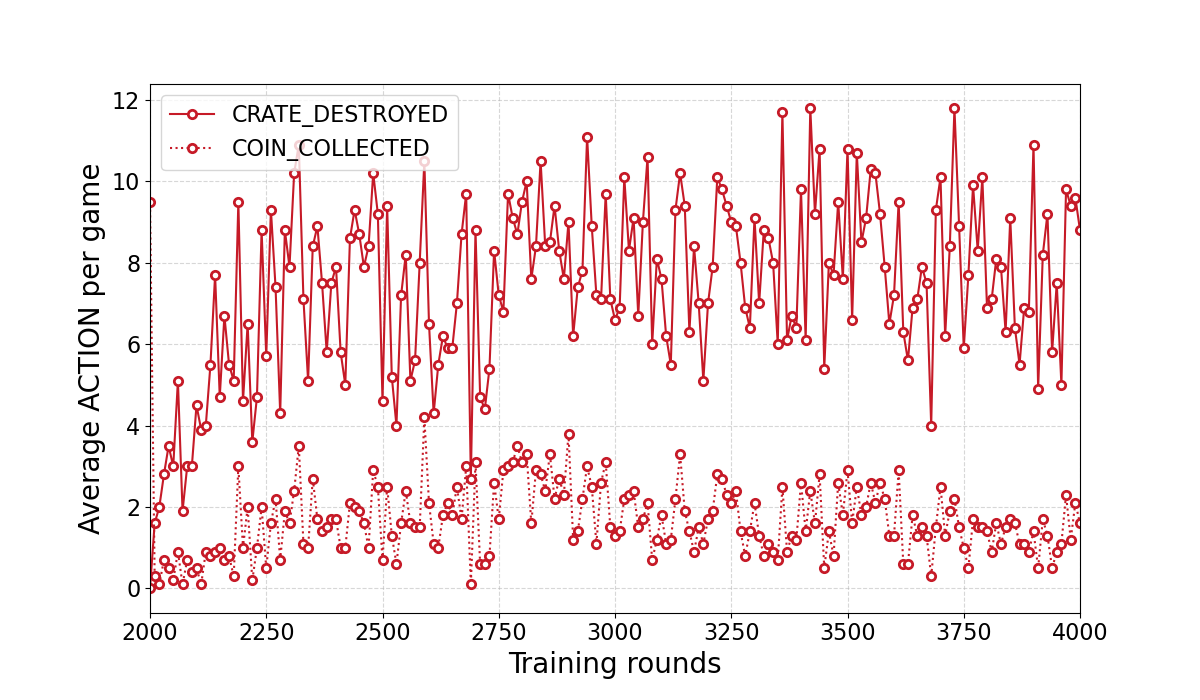 CRATE_DESTROYED
COIN_COLLECTED
Average ACTION per game
12
10
8
6
4
2
0
2000 2250 2500 2750 3000 3250 3500 3750 4000
Training rounds